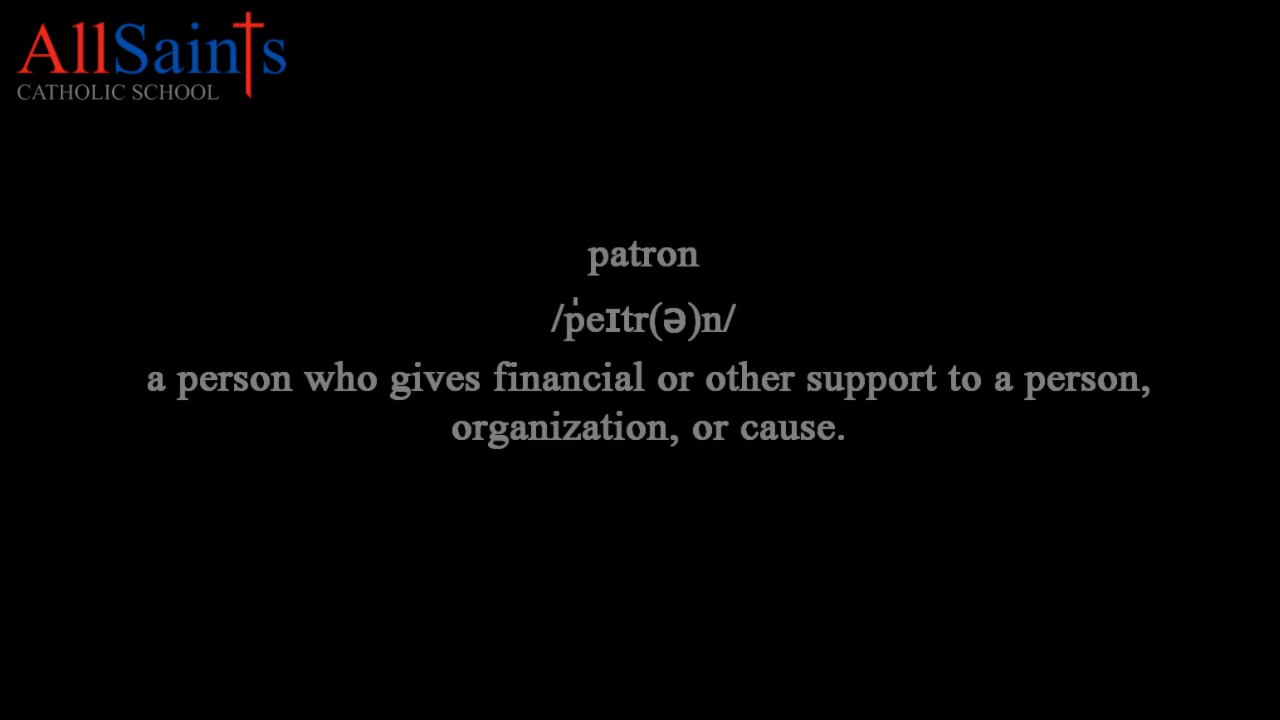 AllSaints
CATHOLIC SCHOOL
patron
/ˈpeɪtr(ə)n/
a person who gives financial or other support to a person,
organization, or cause.